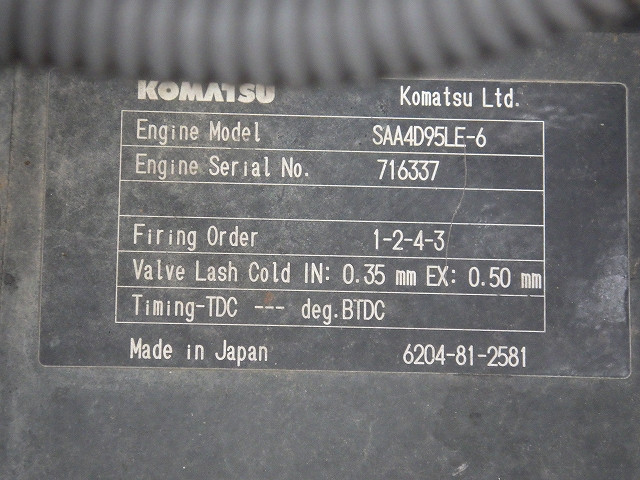 KOMATSU Komatsu Ltd.
Engine Model SAA4D95LE-6
Engine Serial No. 716337
Firing Order 1-2-4-3
Valve Lash Cold IN: 0.35 mm EX: 0.50 mm
Timing-TDC --- deg.BTDC
Made in Japan 6204-81-2581